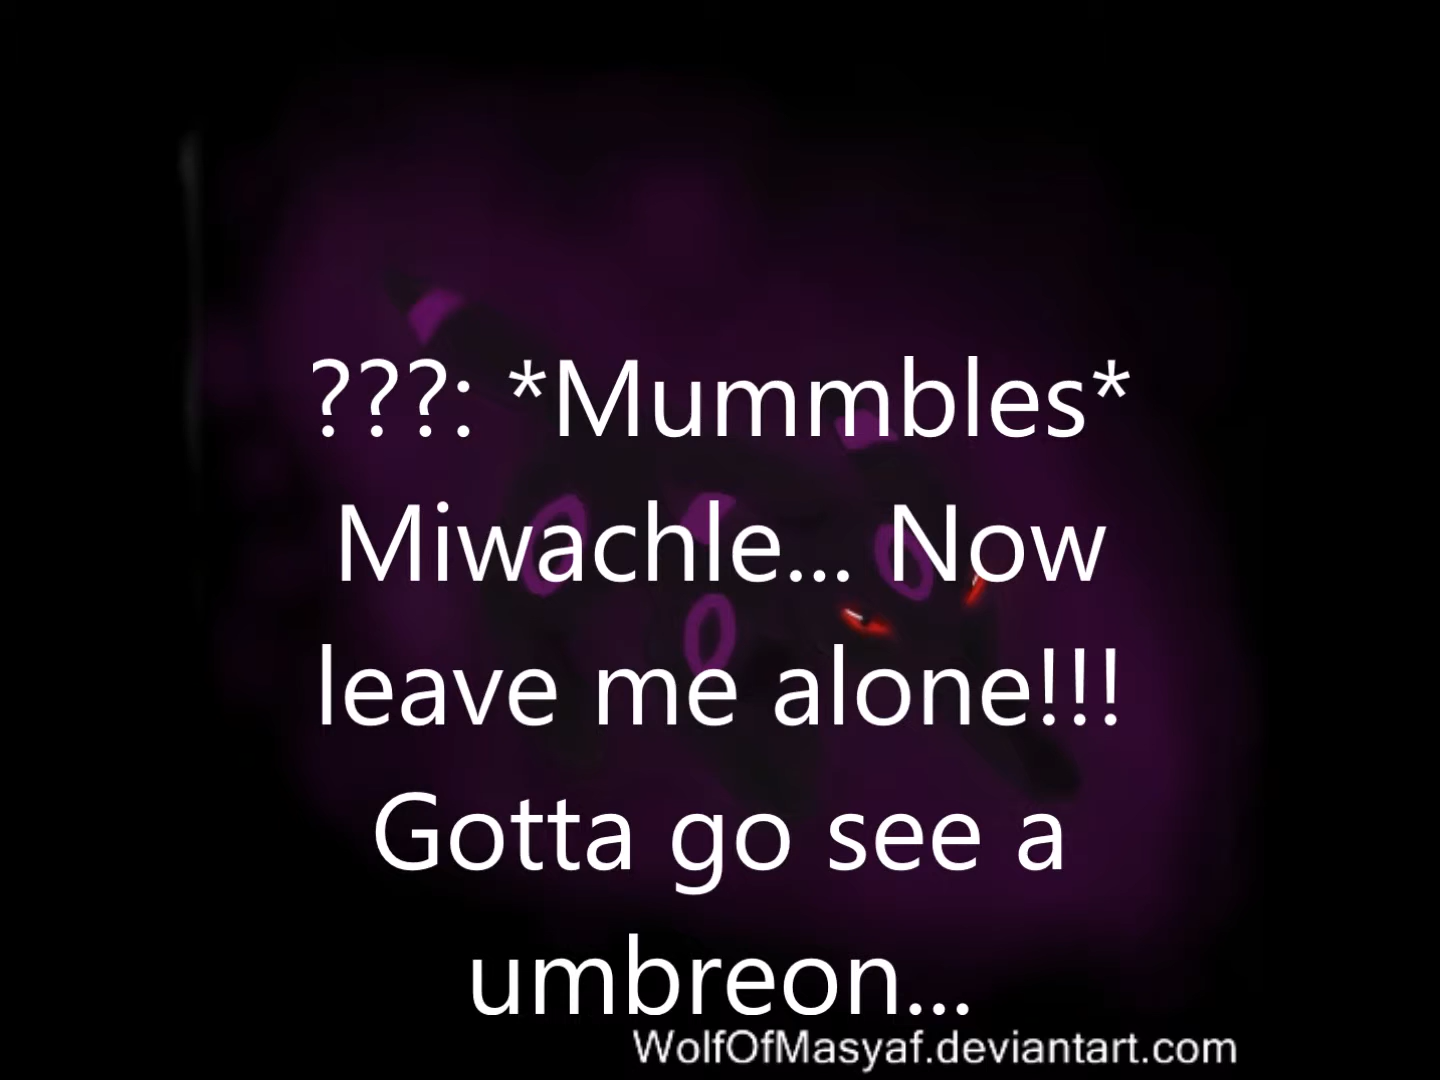 ???: *Mummbles*
Miwachle... Now
leave me alone!!!
Gotta go see a
umbreon...
WolfOfMasyaf.deviantart.com